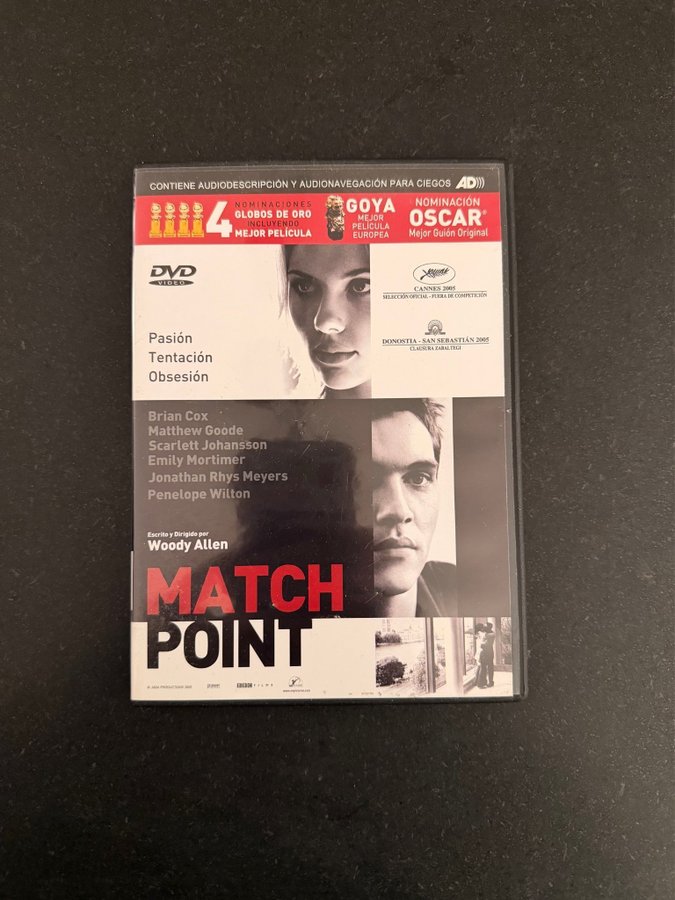 CONTIENE AUDIODESCRIPCIÓN Y AUDIONAVEGACIÓN PARA CIEGOS AD)))
4 NOMINACIONES
GLOBOS DE ORO
INCLUYENDO
MEJOR PELÍCULA
GOYA
MEJOR
PELÍCULA
EUROPEA
NOMINACIÓN
OSCAR®
Mejor Guión Original
DVD
VIDEO
CANNES 2005
SELECCIÓN OFICIAL - FUERA DE COMPETICIÓN
DONOSTIA - SAN SEBASTIÁN 2005
CLAUSURA ZABALTEGI
Pasión
Tentación
Obsesión
Brian Cox
Matthew Goode
Scarlett Johansson
Emily Mortimer
Jonathan Rhys Meyers
Penelope Wilton
Escrito y Dirigido por
Woody Allen
MATCH
POINT
BBC FILMS